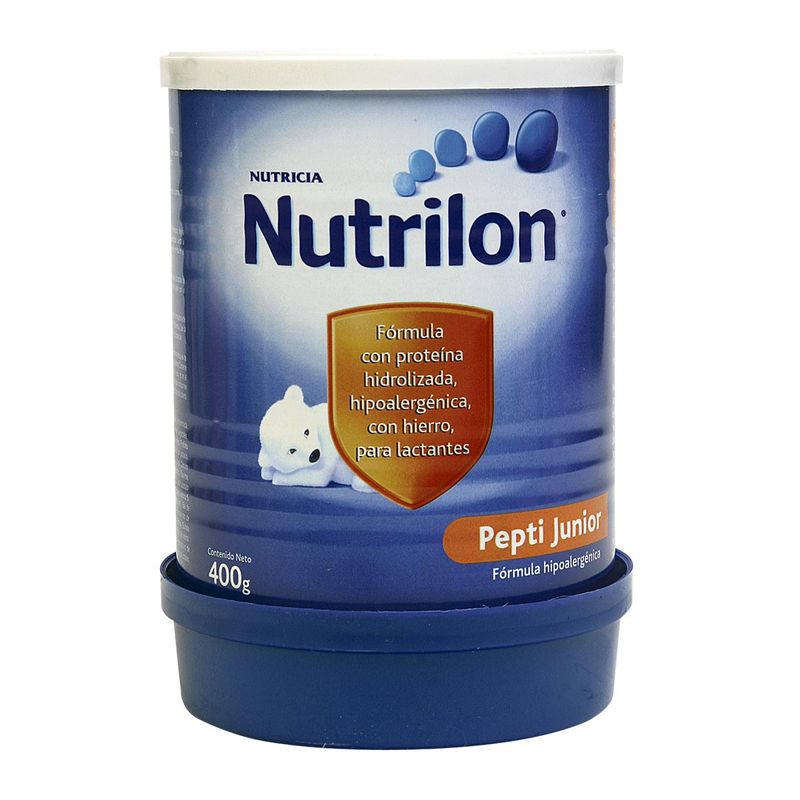 NUTRICIA
Nutrilon®
Fórmula
con proteína
hidrolizada,
hipoalergénica,
con hierro,
para lactantes
Pepti Junior
Fórmula hipoalergénica
Contenido Neto
400g